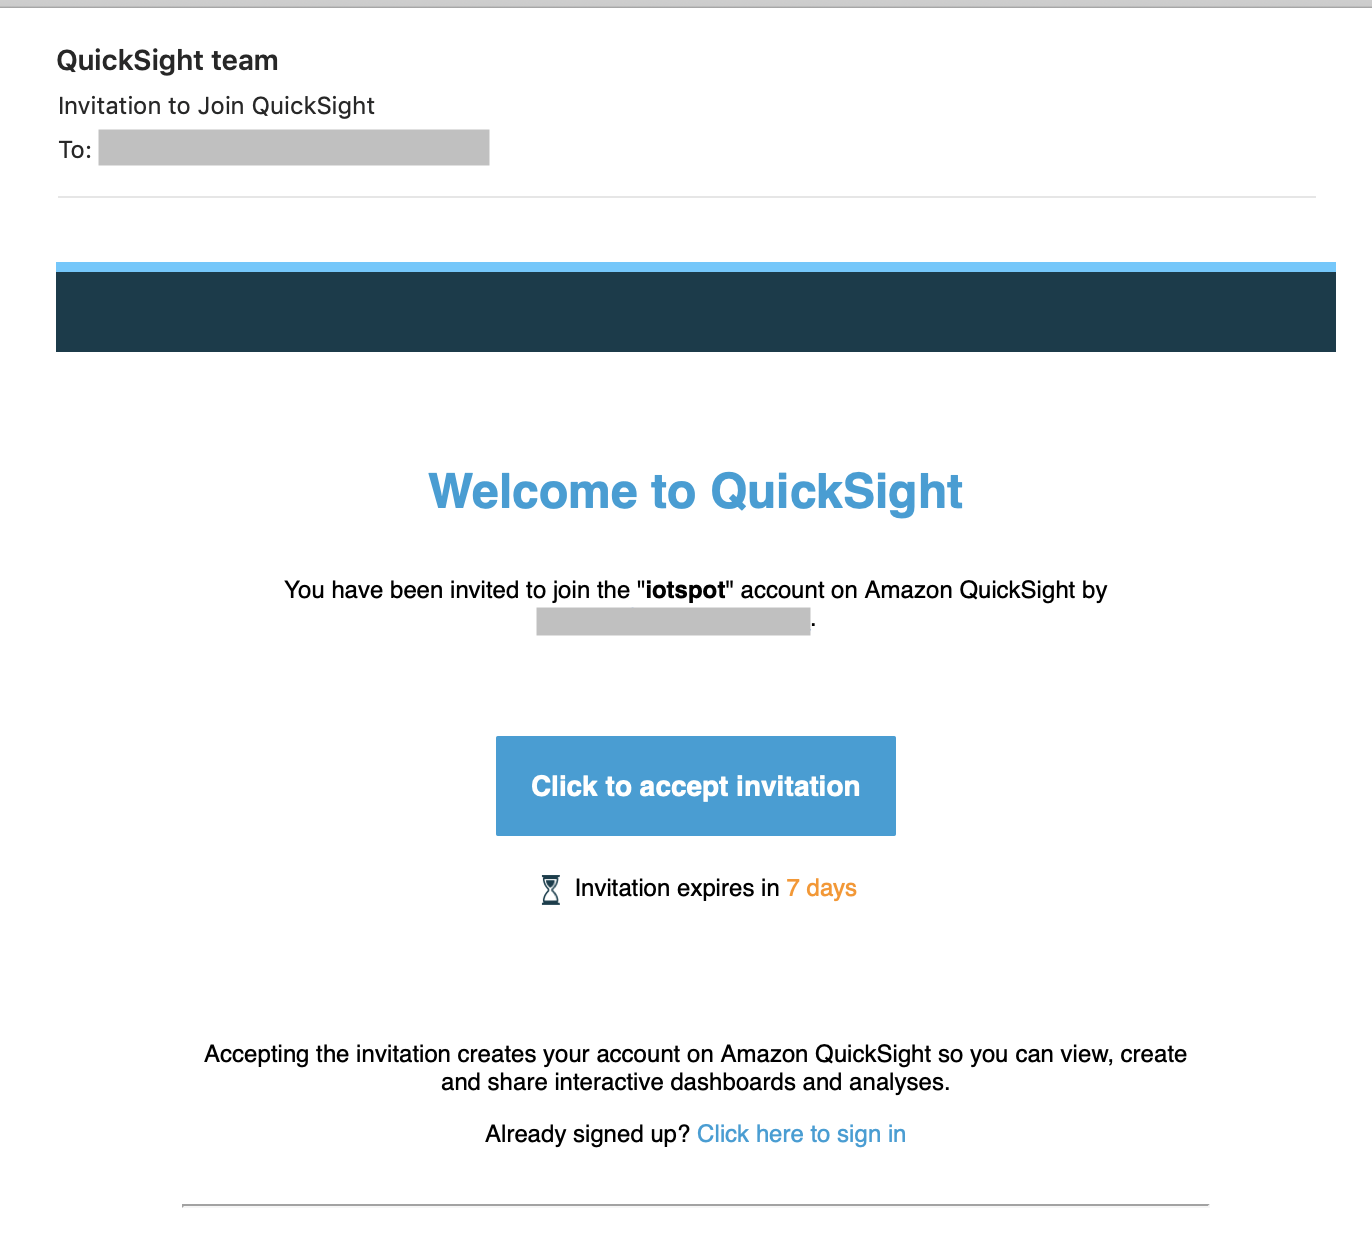 QuickSight team
Invitation to Join QuickSight
To:
Welcome to QuickSight
You have been invited to join the "iotspot" account on Amazon QuickSight by
.
Click to accept invitation
Invitation expires in 7 days
Accepting the invitation creates your account on Amazon QuickSight so you can view, create
and share interactive dashboards and analyses.
Already signed up? Click here to sign in